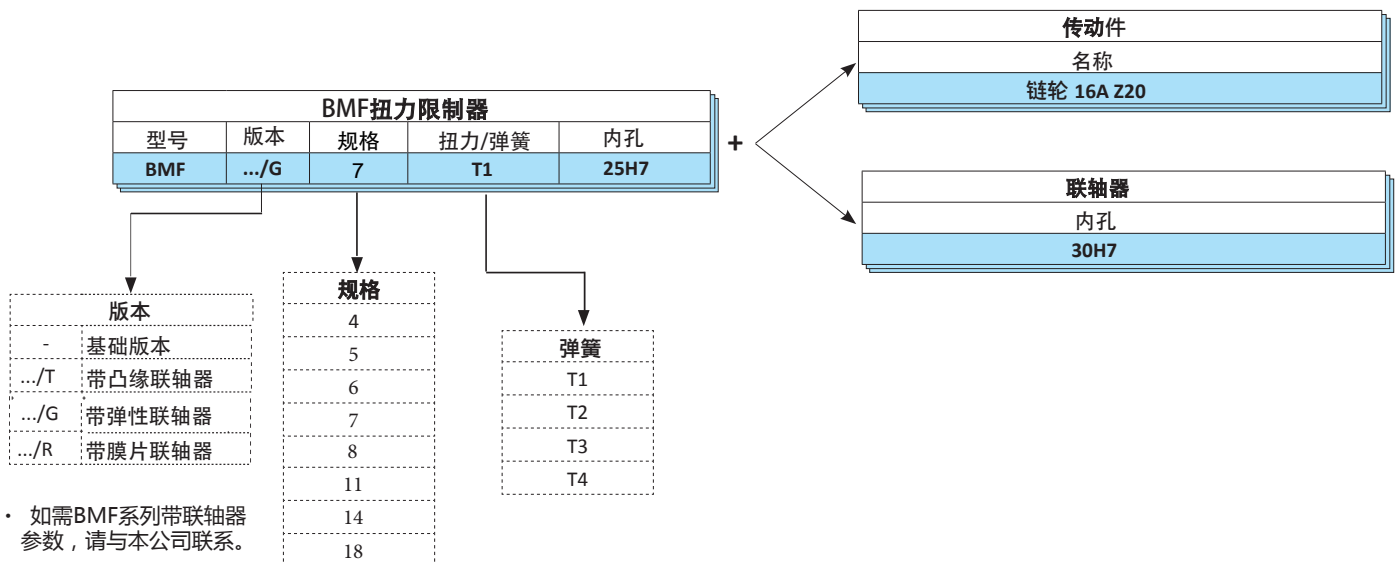 传动件
名称
链轮 16A Z20
BMF扭力限制器
型号 版本 规格 扭力/弹簧 内孔
BMF .../G 7 T1 25H7
+
联轴器
内孔
30H7
版本
- 基础版本
.../T 带凸缘联轴器
.../G 带弹性联轴器
.../R 带膜片联轴器
规格
4
5
6
7
8
11
14
18
弹簧
T1
T2
T3
T4
· 如需BMF系列带联轴器
参数，请与本公司联系。